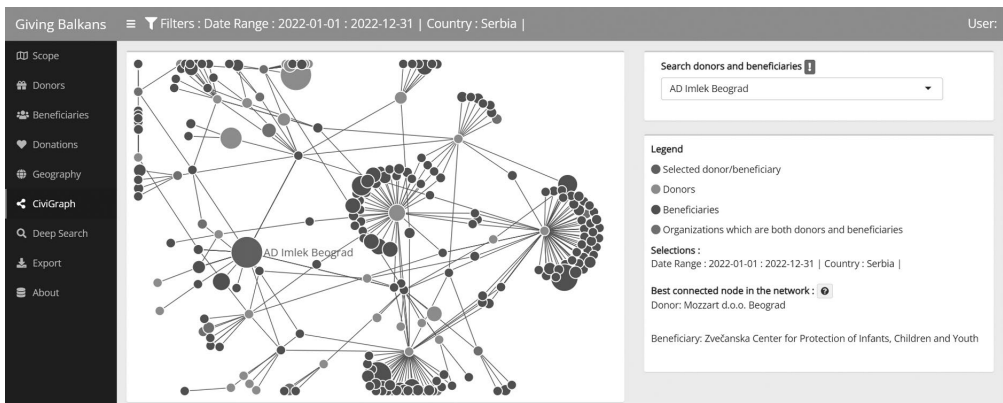 Giving Balkans
Filters : Date Range : 2022-01-01 : 2022-12-31 | Country : Serbia |
User:
Scope
Donors
Beneficiaries
Donations
Geography
CiviGraph
Deep Search
Export
About
AD Imlek Beograd
Search donors and beneficiaries !
AD Imlek Beograd
Legend
Selected donor/beneficiary
Donors
Beneficiaries
Organizations which are both donors and beneficiaries
Selections :
Date Range : 2022-01-01 : 2022-12-31 | Country : Serbia |
Best connected node in the network : ?
Donor: Mozzart d.o.o. Beograd
Beneficiary: Zvečanska Center for Protection of Infants, Children and Youth